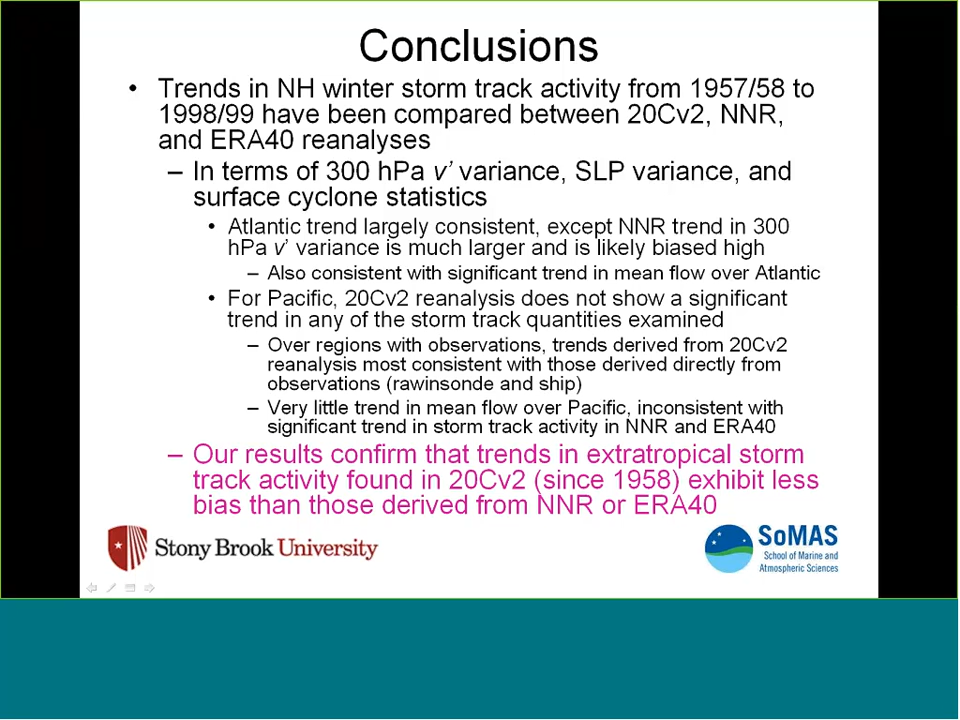 Conclusions
• Trends in NH winter storm track activity from 1957/58 to
1998/99 have been compared between 20Cv2, NNR,
and ERA40 reanalyses
– In terms of 300 hPa v’ variance, SLP variance, and
surface cyclone statistics
• Atlantic trend largely consistent, except NNR trend in 300
hPa v’ variance is much larger and is likely biased high
– Also consistent with significant trend in mean flow over Atlantic
• For Pacific, 20Cv2 reanalysis does not show a significant
trend in any of the storm track quantities examined
– Over regions with observations, trends derived from 20Cv2
reanalysis most consistent with those derived directly from
observations (rawinsonde and ship)
– Very little trend in mean flow over Pacific, inconsistent with
significant trend in storm track activity in NNR and ERA40
– Our results confirm that trends in extratropical storm
track activity found in 20Cv2 (since 1958) exhibit less
bias than those derived from NNR or ERA40
Stony Brook University
SoMAS
School of Marine and
Atmospheric Sciences